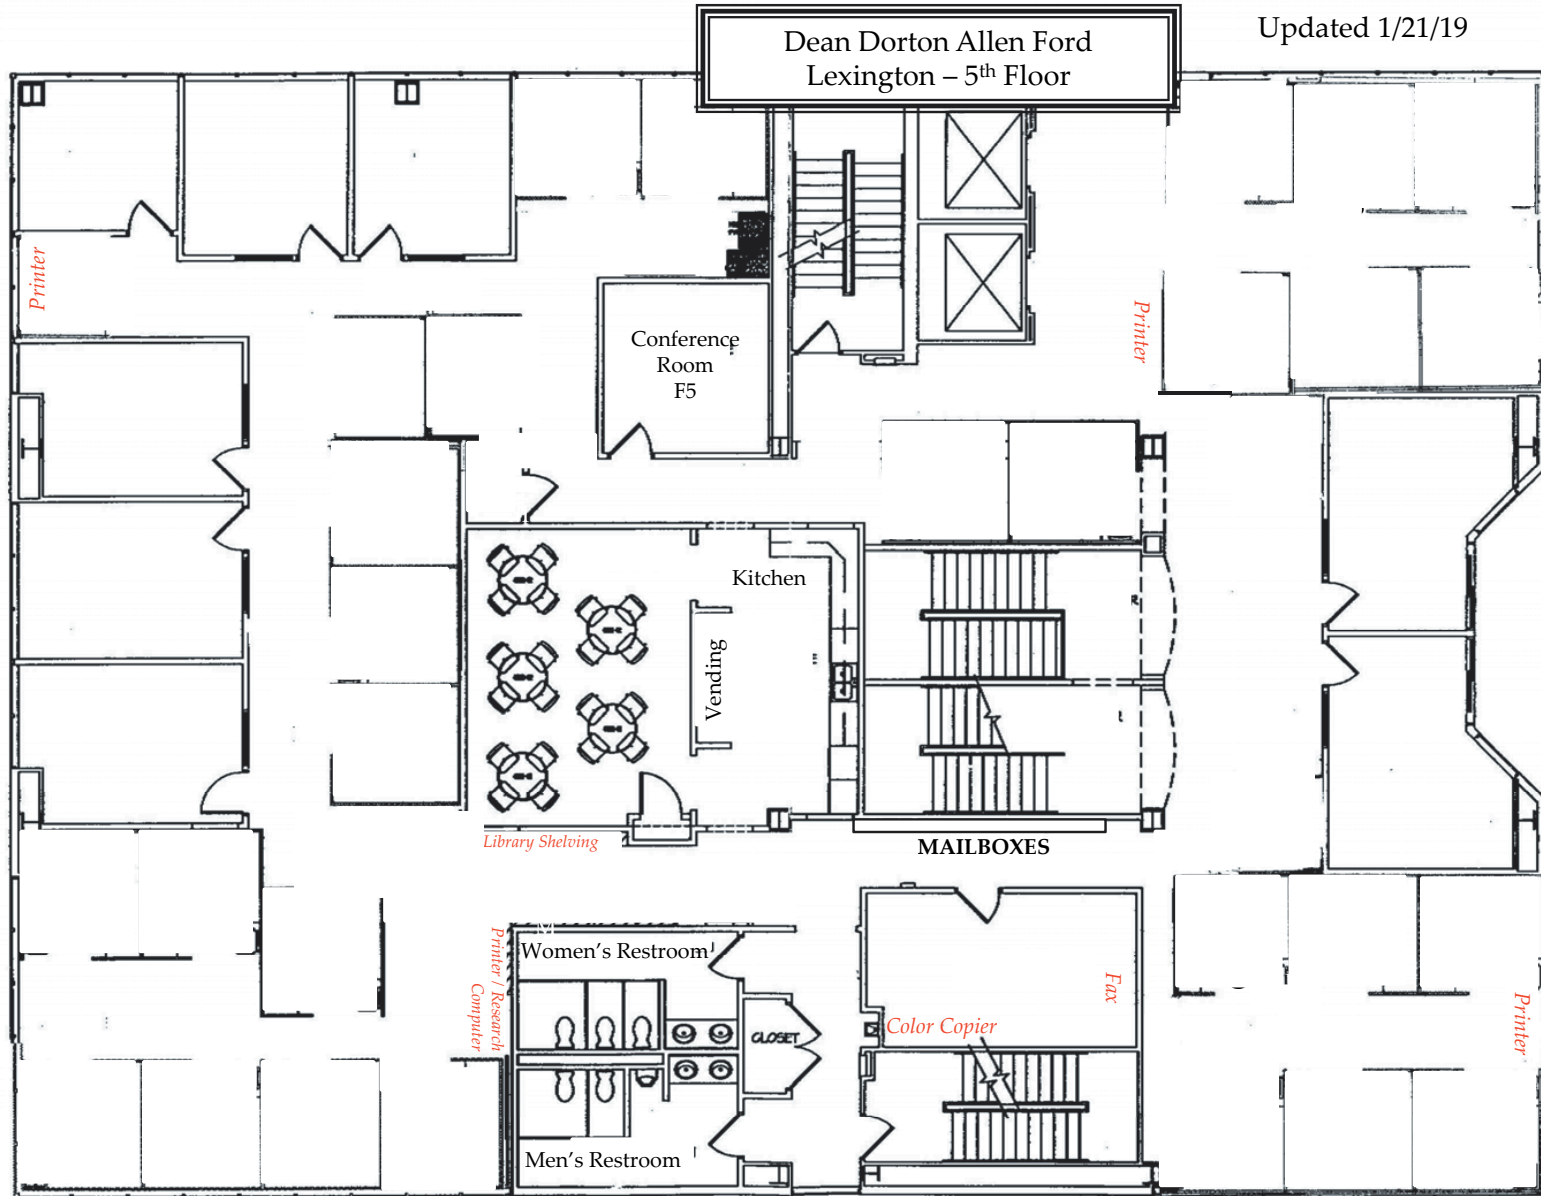 Updated 1/21/19
Dean Dorton Allen Ford
Lexington – 5th Floor
Printer
Printer
Conference
Room
F5
Kitchen
Vending
Library Shelving
MAILBOXES
Women's Restroom
Printer / Research
Computer
Fax
Color Copier
CLOSET
Printer
Men's Restroom